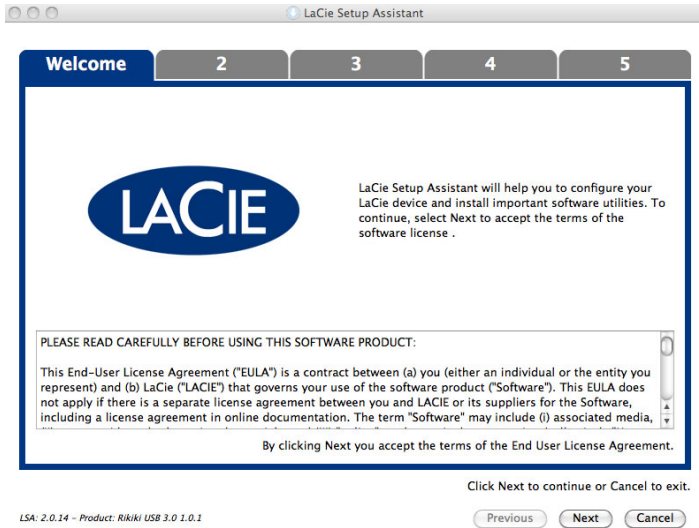 LaCie Setup Assistant
Welcome 2 3 4 5
LACIE
LaCie Setup Assistant will help you to configure your
LaCie device and install important software utilities. To
continue, select Next to accept the terms of the
software license .
PLEASE READ CAREFULLY BEFORE USING THIS SOFTWARE PRODUCT:
This End-User License Agreement ("EULA") is a contract between (a) you (either an individual or the entity you
represent) and (b) LaCie ("LACIE") that governs your use of the software product ("Software"). This EULA does
not apply if there is a separate license agreement between you and LACIE or its suppliers for the Software,
including a license agreement in online documentation. The term "Software" may include (i) associated media,
By clicking Next you accept the terms of the End User License Agreement.
Click Next to continue or Cancel to exit.
LSA: 2.0.14 – Product: Rikiki USB 3.0 1.0.1
Previous Next Cancel